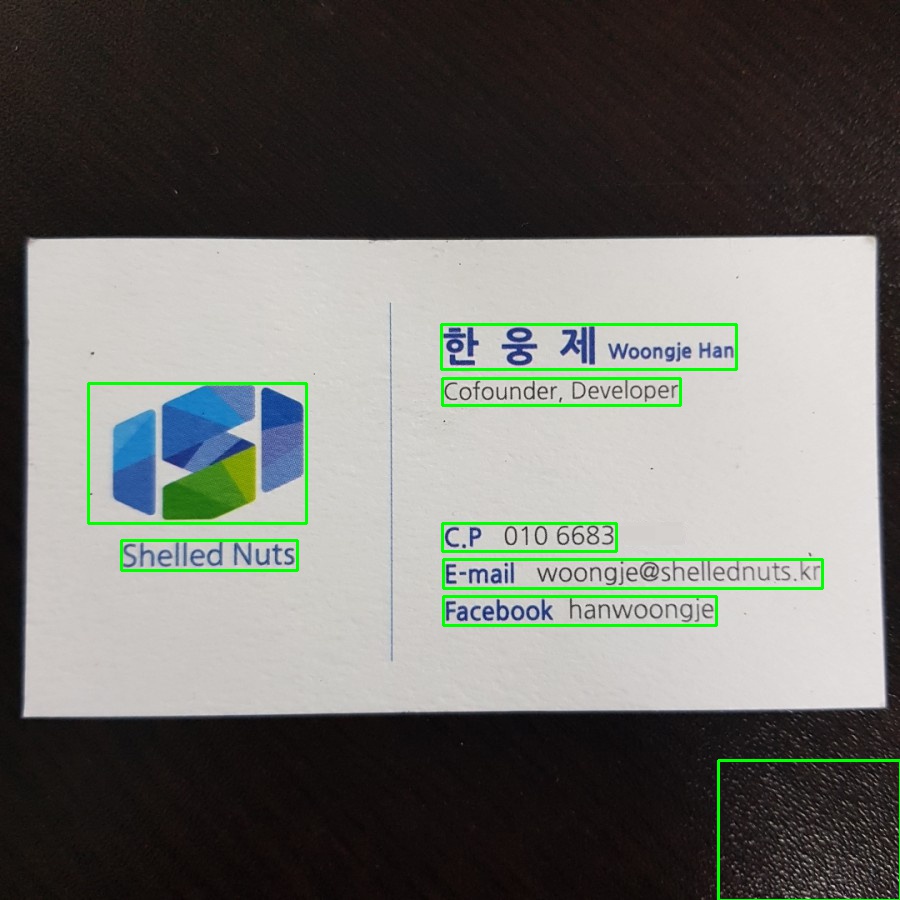 한 웅 제 Woongje Han
Cofounder, Developer
Shelled Nuts
C.P 010 6683
E-mail woongje@shellednuts.kr
Facebook hanwoongje